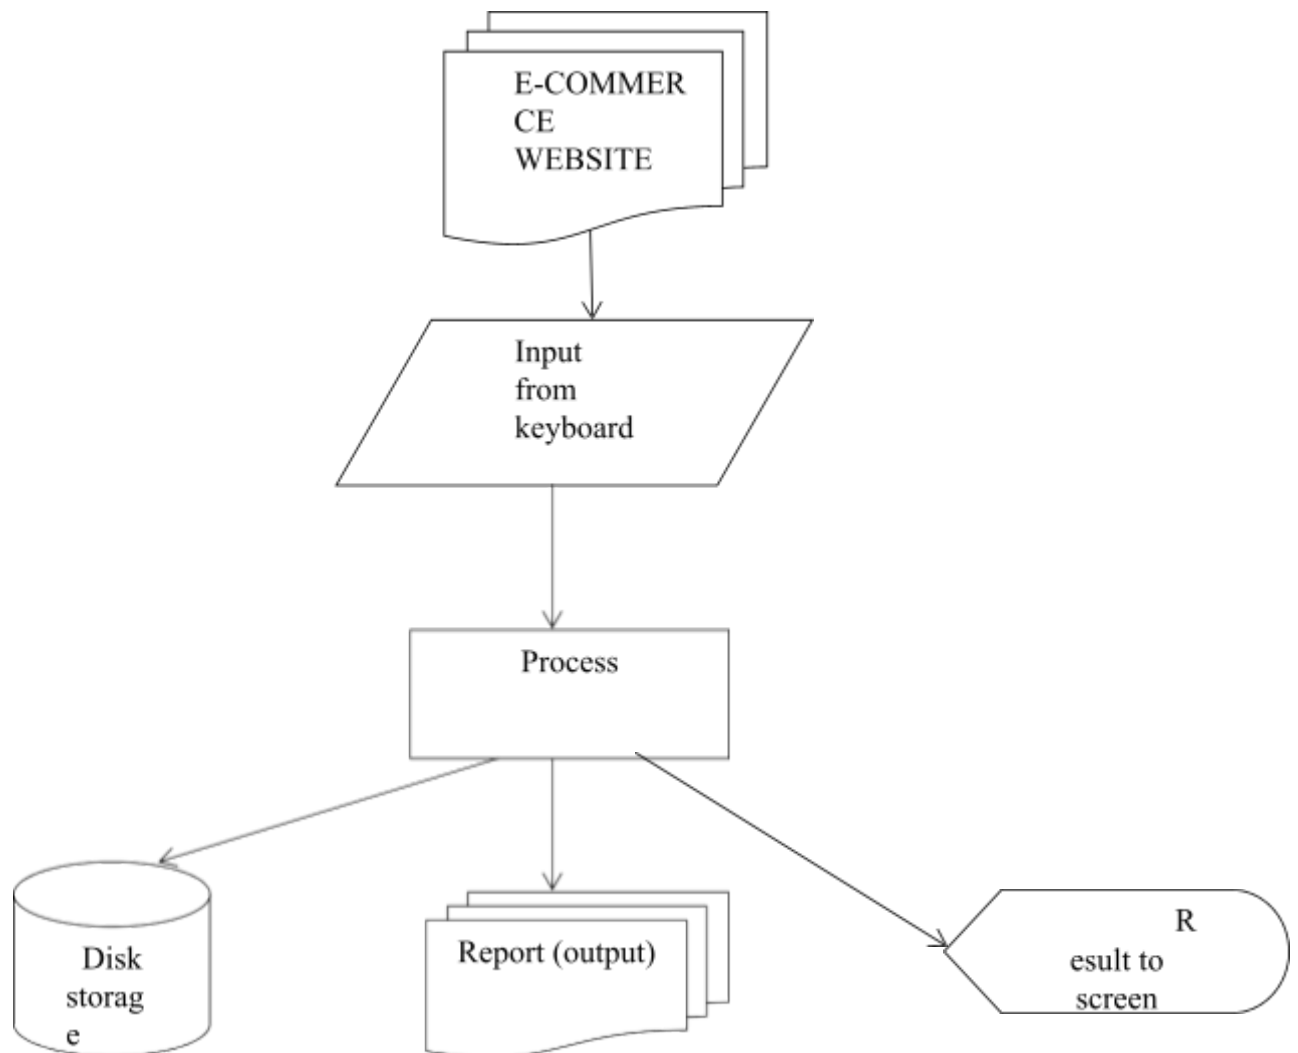 E-COMMER
CE
WEBSITE
Input
from
keyboard
Process
Disk
storag
e
Report (output)
R
esult to
screen